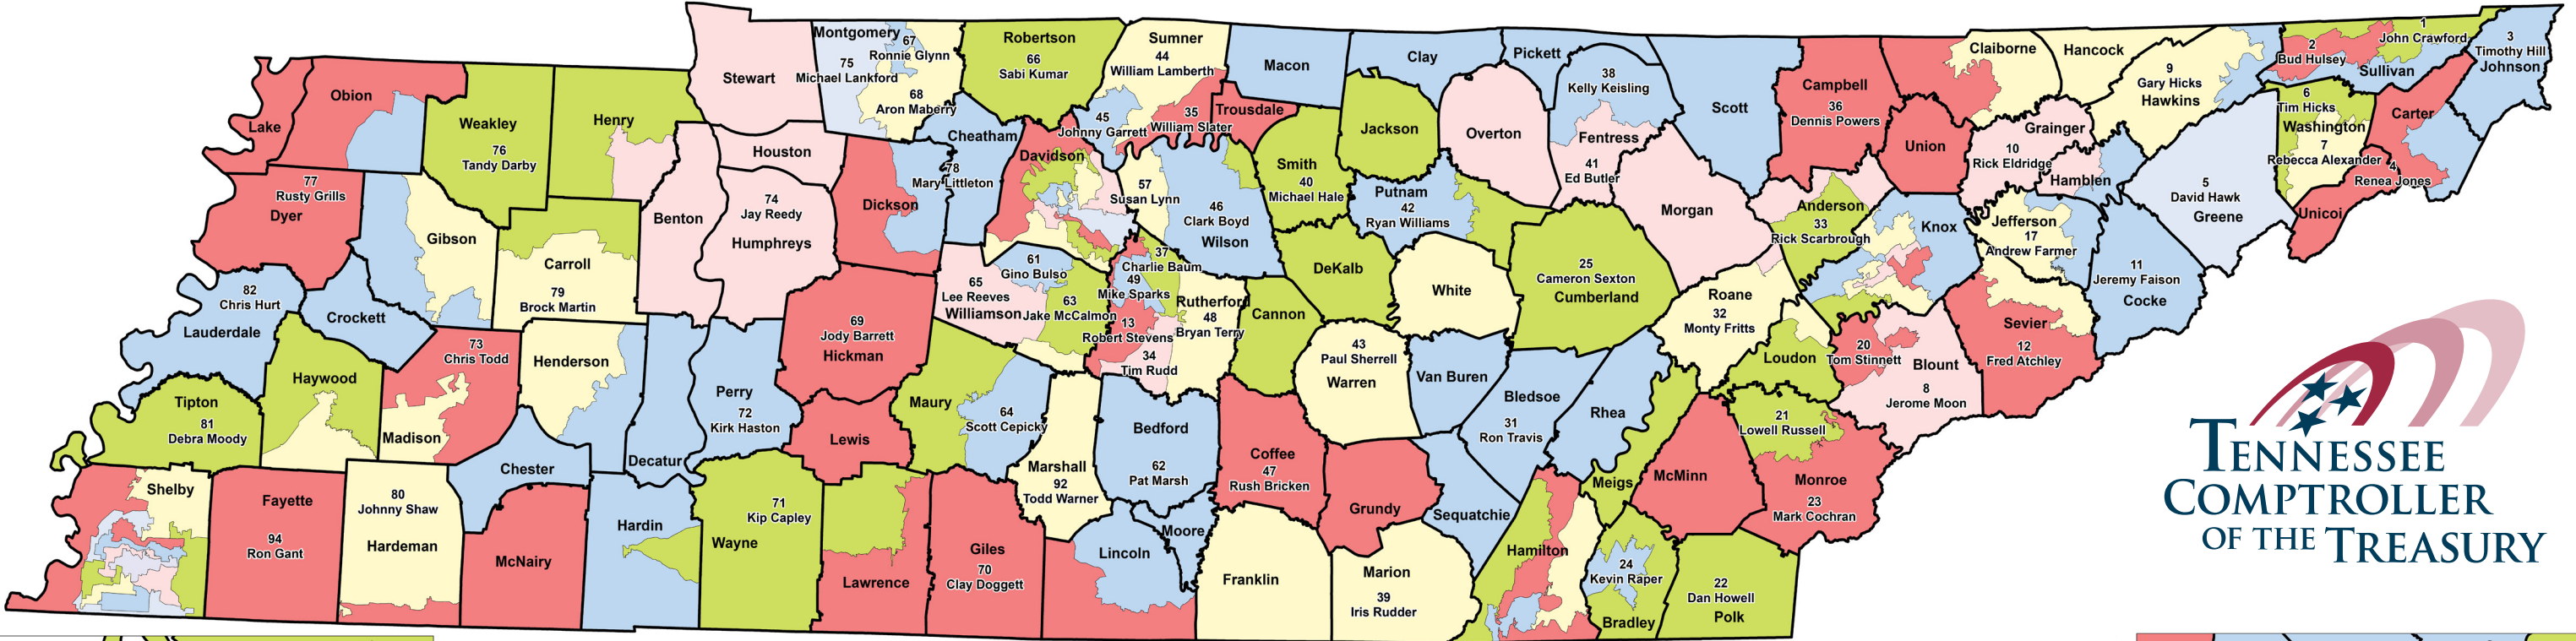 Lake
Obion
77
Rusty Grills
Dyer
Weakley
76
Tandy Darby
Henry
Stewart
Montgomery
75
Michael Lankford
67
Ronnie Glynn
68
Aron Maberry
Robertson
66
Sabi Kumar
Sumner
44
William Lamberth
Macon
Clay
Pickett
38
Kelly Keisling
Scott
Campbell
36
Dennis Powers
Claiborne
Hancock
9
Gary Hicks
Hawkins
2
Bud Hulsey
1
John Crawford
Sullivan
3
Timothy Hill
Johnson
Houston
Cheatham
78
Mary Littleton
Davidson
45
Johnny Garrett
35
William Slater
Trousdale
Smith
40
Michael Hale
Jackson
Overton
Fentress
41
Ed Butler
Union
Grainger
10
Rick Eldridge
Hamblen
6
Tim Hicks
Washington
7
Rebecca Alexander
Carter
4
Renea Jones
Unicoi
5
David Hawk
Greene
Gibson
Carroll
79
Brock Martin
Benton
74
Jay Reedy
Humphreys
Dickson
57
Susan Lynn
46
Clark Boyd
Wilson
Putnam
42
Ryan Williams
DeKalb
White
25
Cameron Sexton
Cumberland
Morgan
Anderson
33
Rick Scarbrough
Knox
Jefferson
17
Andrew Farmer
11
Jeremy Faison
Cocke
82
Chris Hurt
Lauderdale
Crockett
Haywood
73
Chris Todd
Madison
Henderson
Decatur
Perry
72
Kirk Haston
69
Jody Barrett
Hickman
65
Lee Reeves
Williamson
61
Gino Bulso
63
Jake McCalmon
37
Charlie Baum
49
Mike Sparks
13
Robert Stevens
34
Tim Rudd
Rutherford
48
Bryan Terry
Cannon
43
Paul Sherrell
Warren
Van Buren
Bledsoe
31
Ron Travis
Rhea
Roane
32
Monty Fritts
Loudon
20
Tom Stinnett
Blount
8
Jerome Moon
Sevier
12
Fred Atchley
Tipton
81
Debra Moody
Chester
Lewis
Maury
64
Scott Cepicky
Marshall
92
Todd Warner
Bedford
62
Pat Marsh
Coffee
47
Rush Bricken
Grundy
Sequatchie
Meigs
McMinn
21
Lowell Russell
Monroe
23
Mark Cochran
Shelby
Fayette
94
Ron Gant
80
Johnny Shaw
Hardeman
McNairy
Hardin
71
Kip Capley
Wayne
Lawrence
Giles
70
Clay Doggett
Lincoln
Moore
Franklin
Marion
39
Iris Rudder
Hamilton
24
Kevin Raper
Bradley
22
Dan Howell
Polk
TENNESSEE
COMPTROLLER
OF THE TREASURY